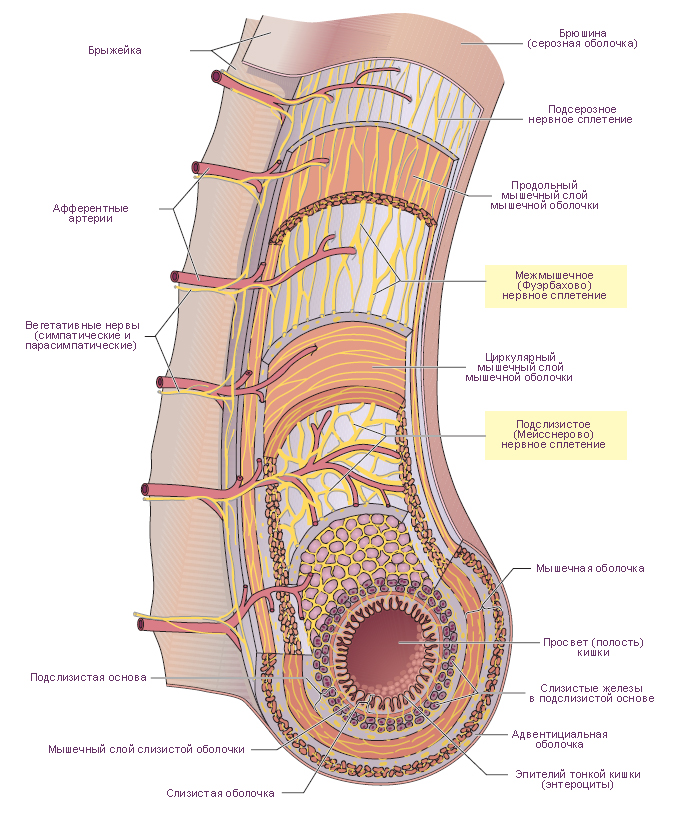 Брыжейка
Брюшина
(серозная оболочка)
Подсерозное
нервное сплетение
Продольный
мышечный слой
мышечной оболочки
Афферентные
артерии
Межмышечное
(Фуэрбахово)
нервное сплетение
Вегетативные нервы
(симпатические и
парасимпатические)
Циркулярный
мышечный слой
мышечной оболочки
Подслизистое
(Мейсснерово)
нервное сплетение
Мышечная оболочка
Просвет (полость)
кишки
Подслизистая основа
Слизистые железы
в подслизистой основе
Адвентициальная
оболочка
Мышечный слой слизистой оболочки
Эпителий тонкой кишки
(энтероциты)
Слизистая оболочка